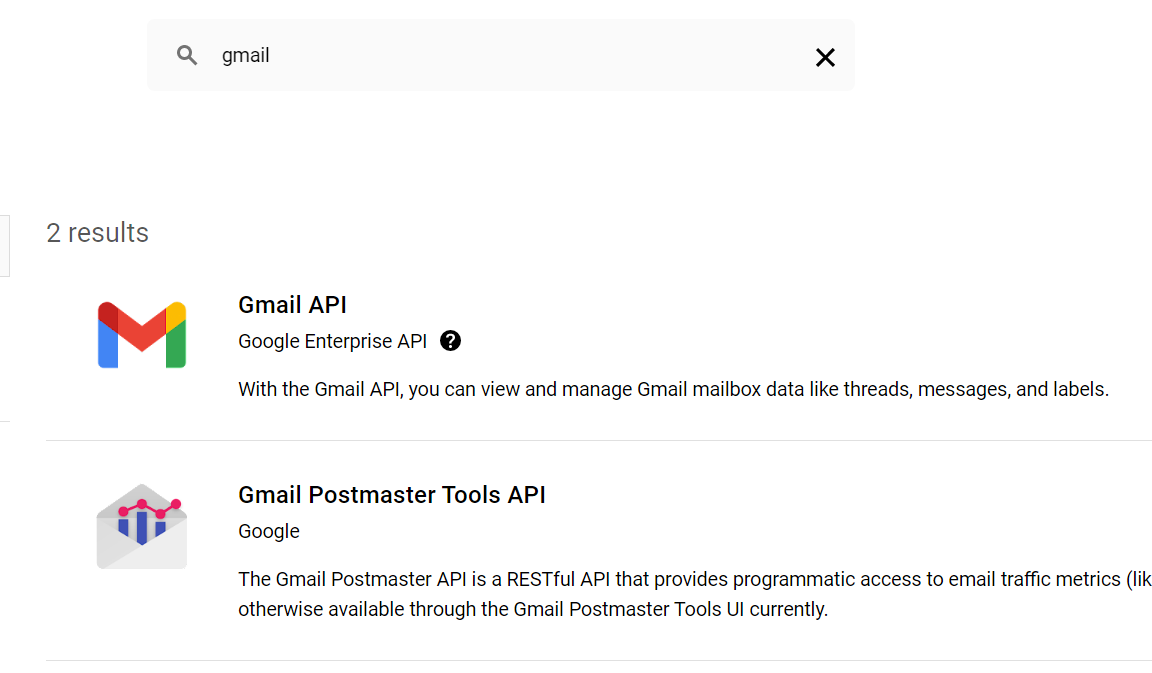 gmail
2 results
Gmail API
Google Enterprise API
With the Gmail API, you can view and manage Gmail mailbox data like threads, messages, and labels.
Gmail Postmaster Tools API
Google
The Gmail Postmaster API is a RESTful API that provides programmatic access to email traffic metrics (lik
otherwise available through the Gmail Postmaster Tools UI currently.